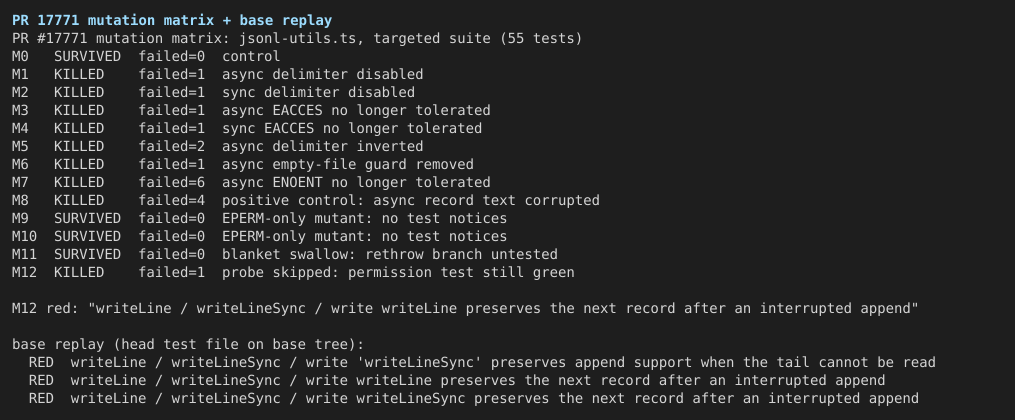 PR 17771 mutation matrix + base replay
PR #17771 mutation matrix: jsonl-utils.ts, targeted suite (55 tests)
M0   SURVIVED  failed=0  control
M1   KILLED    failed=1  async delimiter disabled
M2   KILLED    failed=1  sync delimiter disabled
M3   KILLED    failed=1  async EACCES no longer tolerated
M4   KILLED    failed=1  sync EACCES no longer tolerated
M5   KILLED    failed=2  async delimiter inverted
M6   KILLED    failed=1  async empty-file guard removed
M7   KILLED    failed=6  async ENOENT no longer tolerated
M8   KILLED    failed=4  positive control: async record text corrupted
M9   SURVIVED  failed=0  EPERM-only mutant: no test notices
M10  SURVIVED  failed=0  EPERM-only mutant: no test notices
M11  SURVIVED  failed=0  blanket swallow: rethrow branch untested
M12  KILLED    failed=1  probe skipped: permission test still green

M12 red: "writeLine / writeLineSync / write writeLine preserves the next record after an interrupted append"

base replay (head test file on base tree):
  RED  writeLine / writeLineSync / write 'writeLineSync' preserves append support when the tail cannot be read
  RED  writeLine / writeLineSync / write writeLine preserves the next record after an interrupted append
  RED  writeLine / writeLineSync / write writeLineSync preserves the next record after an interrupted append